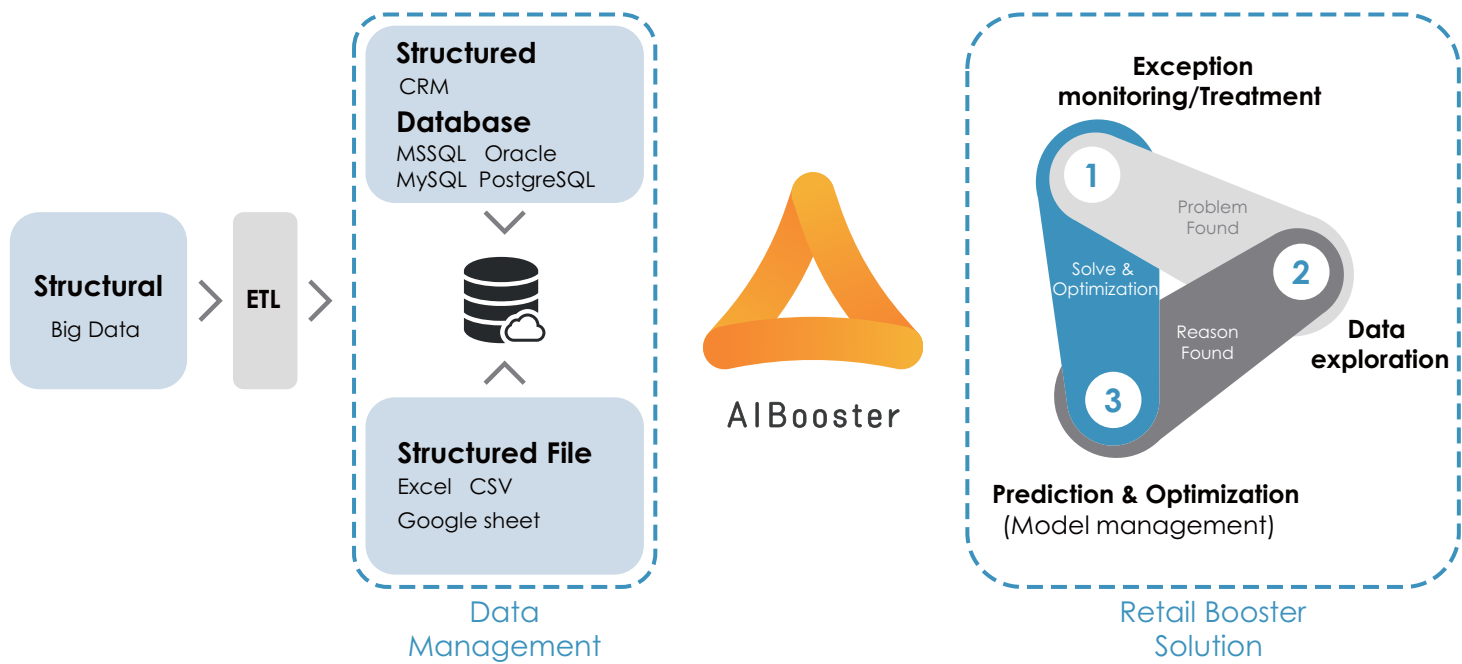 Structural
Big Data
ETL
Structured
CRM
Database
MSSQL Oracle
MySQL PostgreSQL
Structured File
Excel CSV
Google sheet
Data
Management
AIBooster
Exception
monitoring/Treatment
1
Problem
Found
2
Solve &
Optimization
Reason
Found
Data
exploration
3
Prediction & Optimization
(Model management)
Retail Booster
Solution